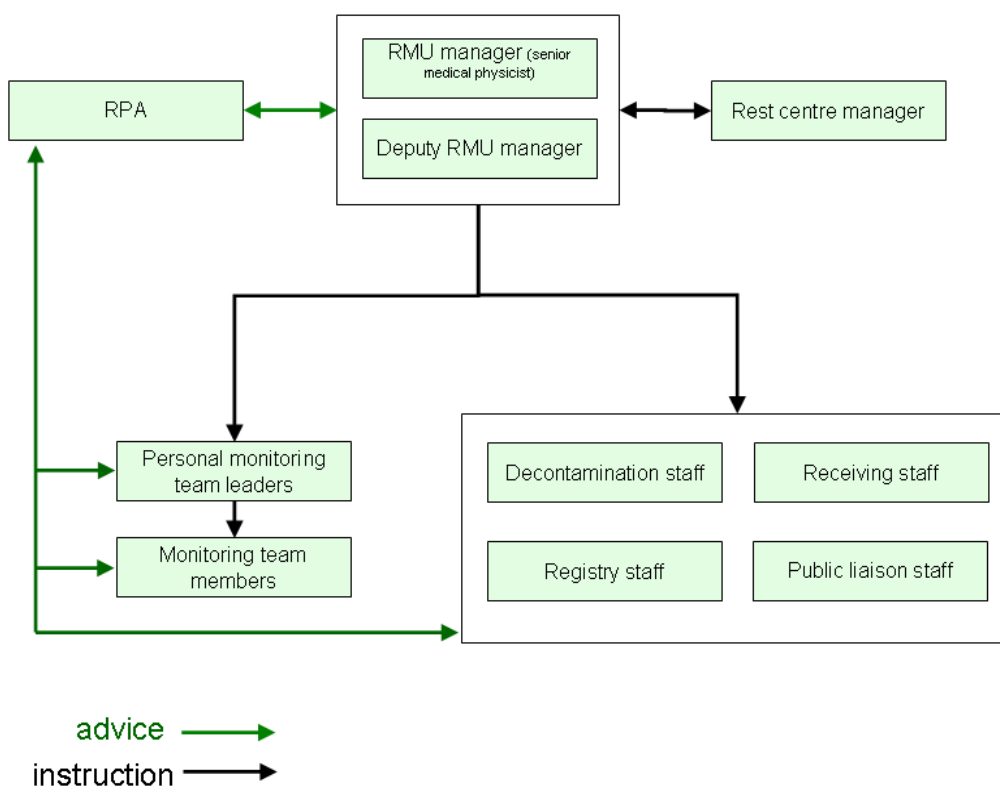 RMU manager (senior
medical physicist)
RPA
Rest centre manager
Deputy RMU manager
Personal monitoring
team leaders
Decontamination staff
Receiving staff
Monitoring team
members
Registry staff
Public liaison staff
advice
instruction